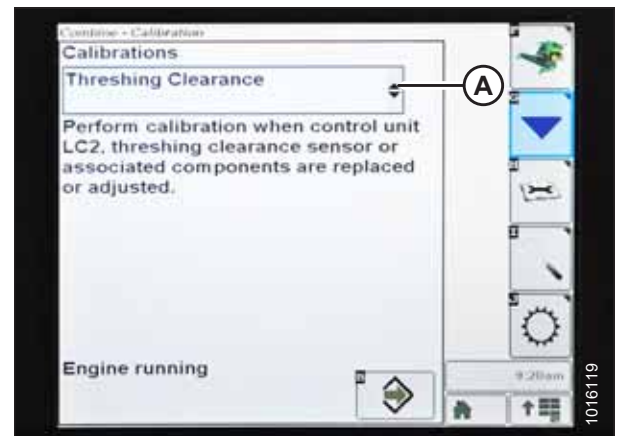 Combine - Calibration
Calibrations
Threshing Clearance
A
Perform calibration when control unit
LC2, threshing clearance sensor or
associated components are replaced
or adjusted.
Engine running
9:20am
1016119